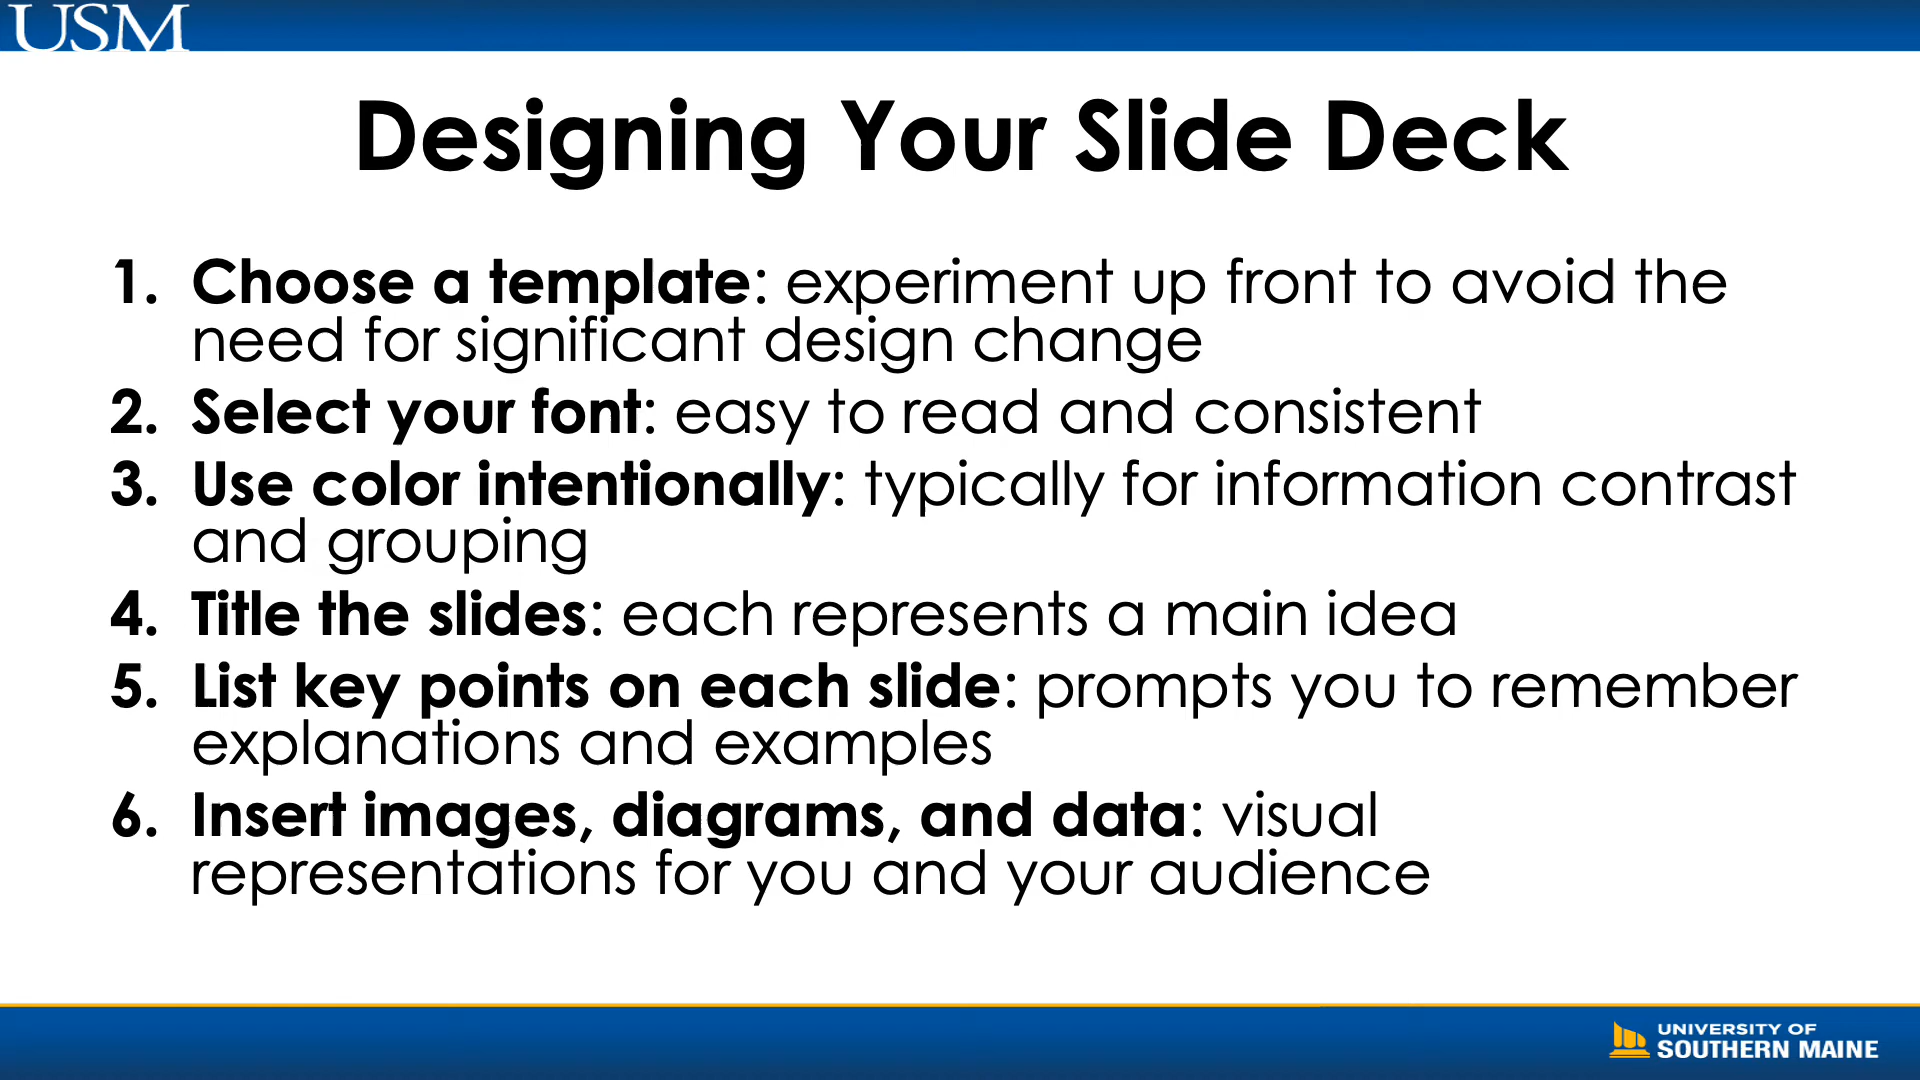 USM
Designing Your Slide Deck
1. Choose a template: experiment up front to avoid the
need for significant design change
2. Select your font: easy to read and consistent
3. Use color intentionally: typically for information contrast
and grouping
4. Title the slides: each represents a main idea
5. List key points on each slide: prompts you to remember
explanations and examples
6. Insert images, diagrams, and data: visual
representations for you and your audience
UNIVERSITY OF
SOUTHERN MAINE